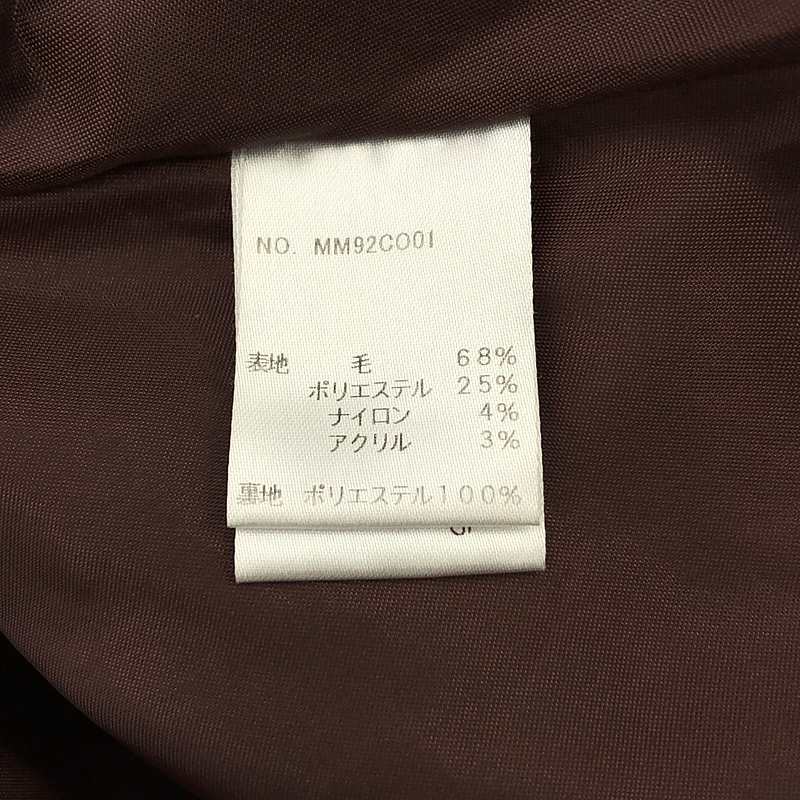 NO. MM92CO01
表地 毛 68%
ポリエステル 25%
ナイロン 4%
アクリル 3%
裏地 ポリエステル100%